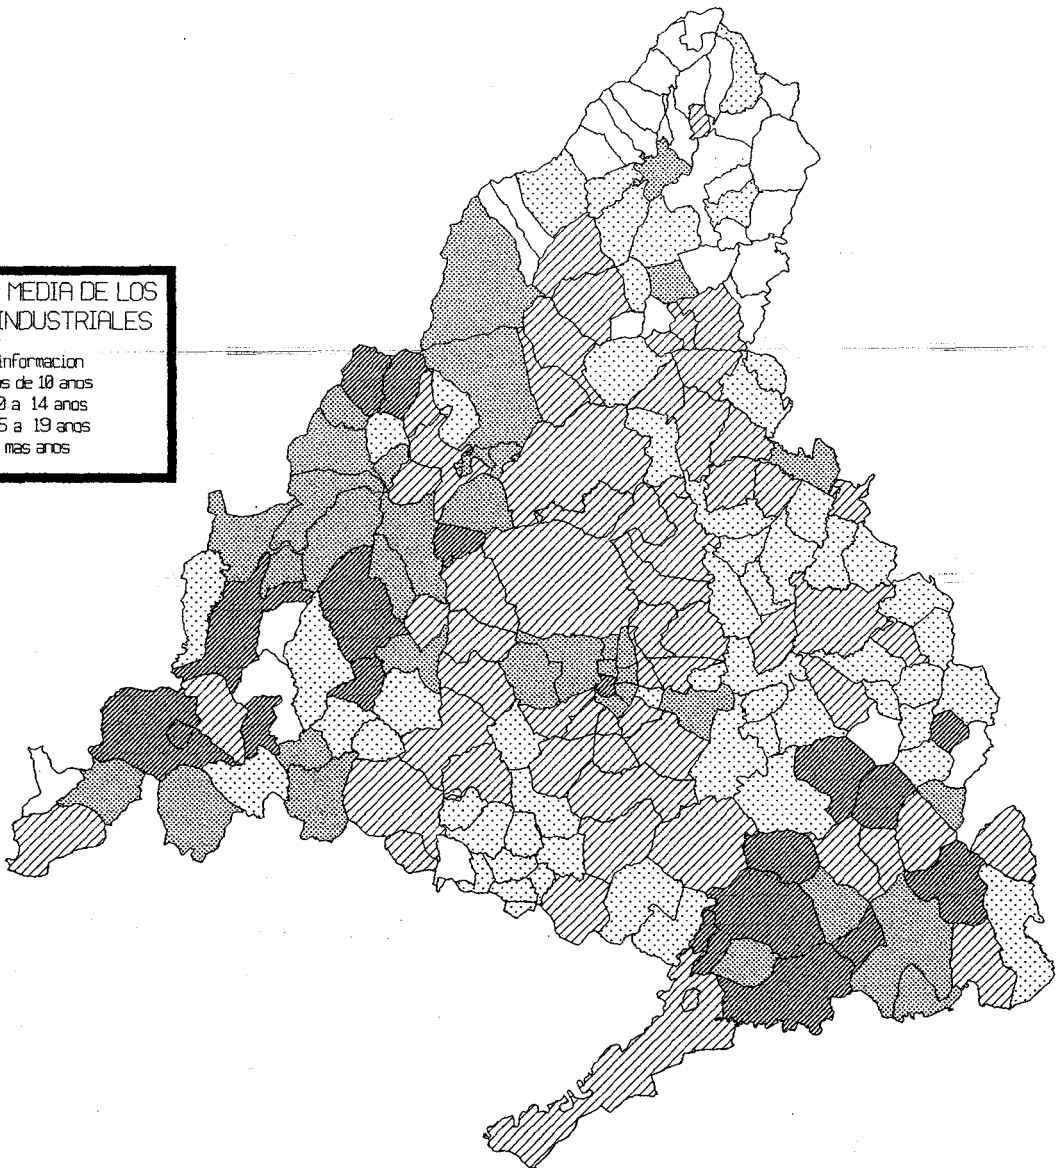 MEDIA DE LOS
INDUSTRIALES
informacion
de 10 anos
a 14 anos
a 19 anos
mas anos